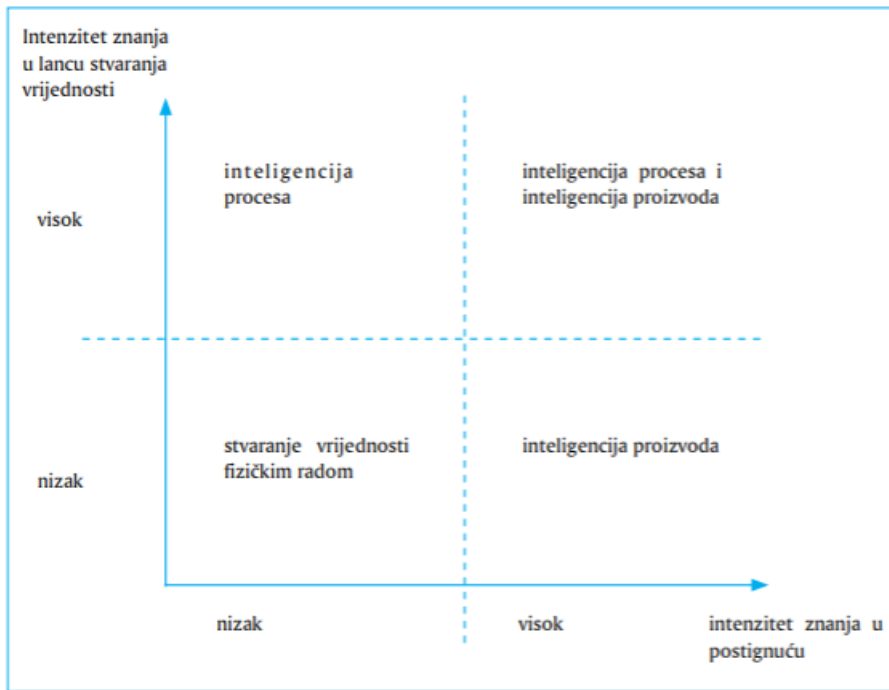 Intenzitet znanja
u lancu stvaranja
vrijednosti
inteligencija
procesa
inteligencija procesa i
inteligencija proizvoda
visok
stvaranje vrijednosti
fizičkim radom
inteligencija proizvoda
nizak
nizak
visok
intenzitet znanja u
postignuću